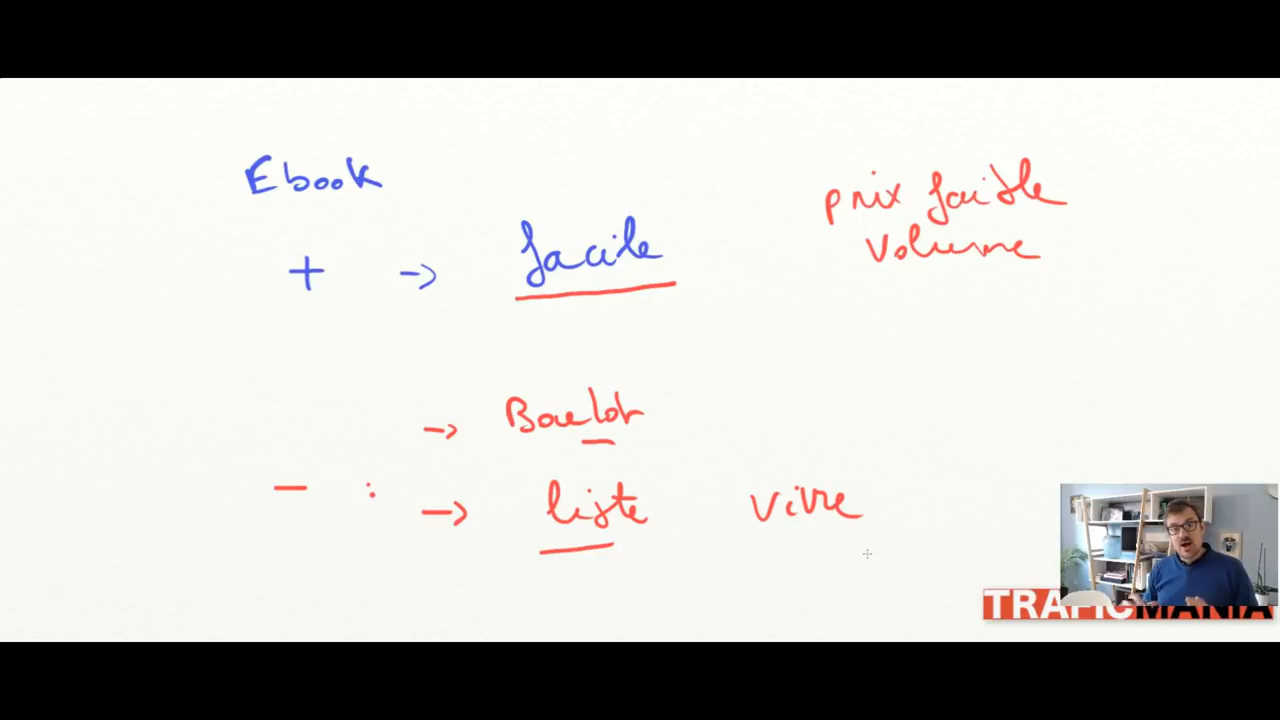 Ebook
prix faible
volume
+ -> facile
-> Boulot
- : -> liste vivre
TRAFICMANIA